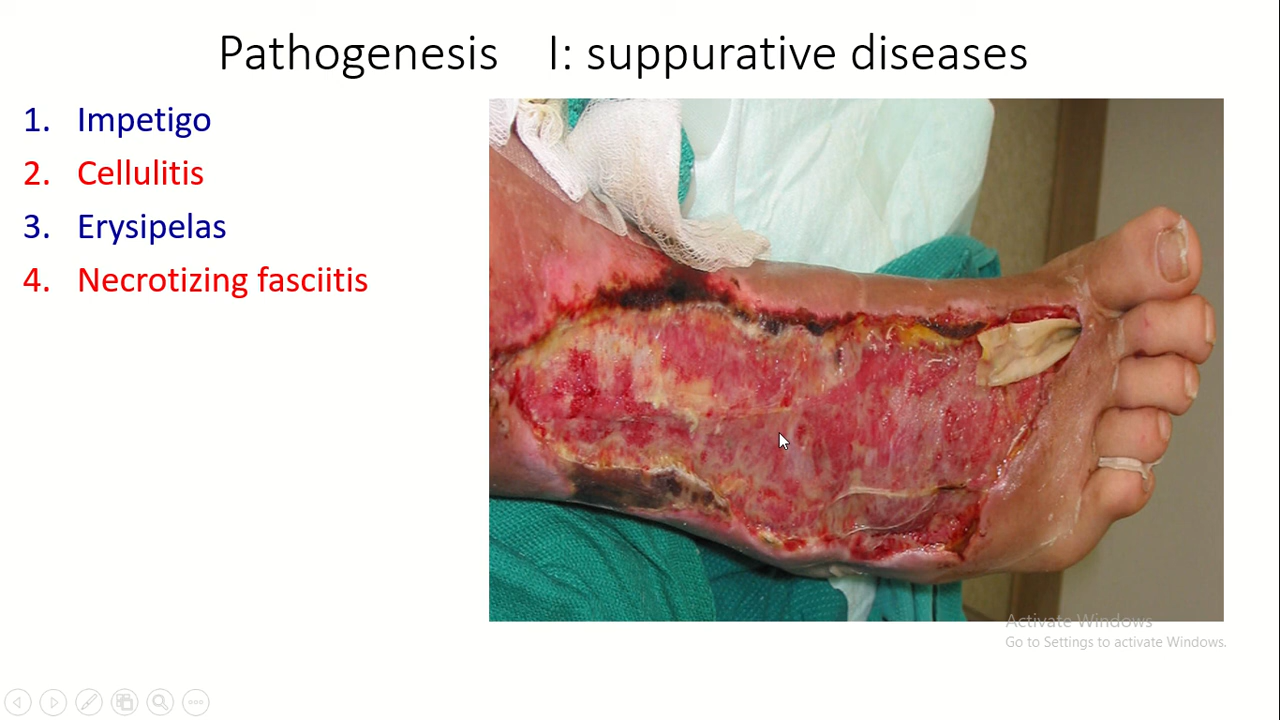 Pathogenesis I: suppurative diseases
1. Impetigo
2. Cellulitis
3. Erysipelas
4. Necrotizing fasciitis
Activate Windows
Go to Settings to activate Windows.